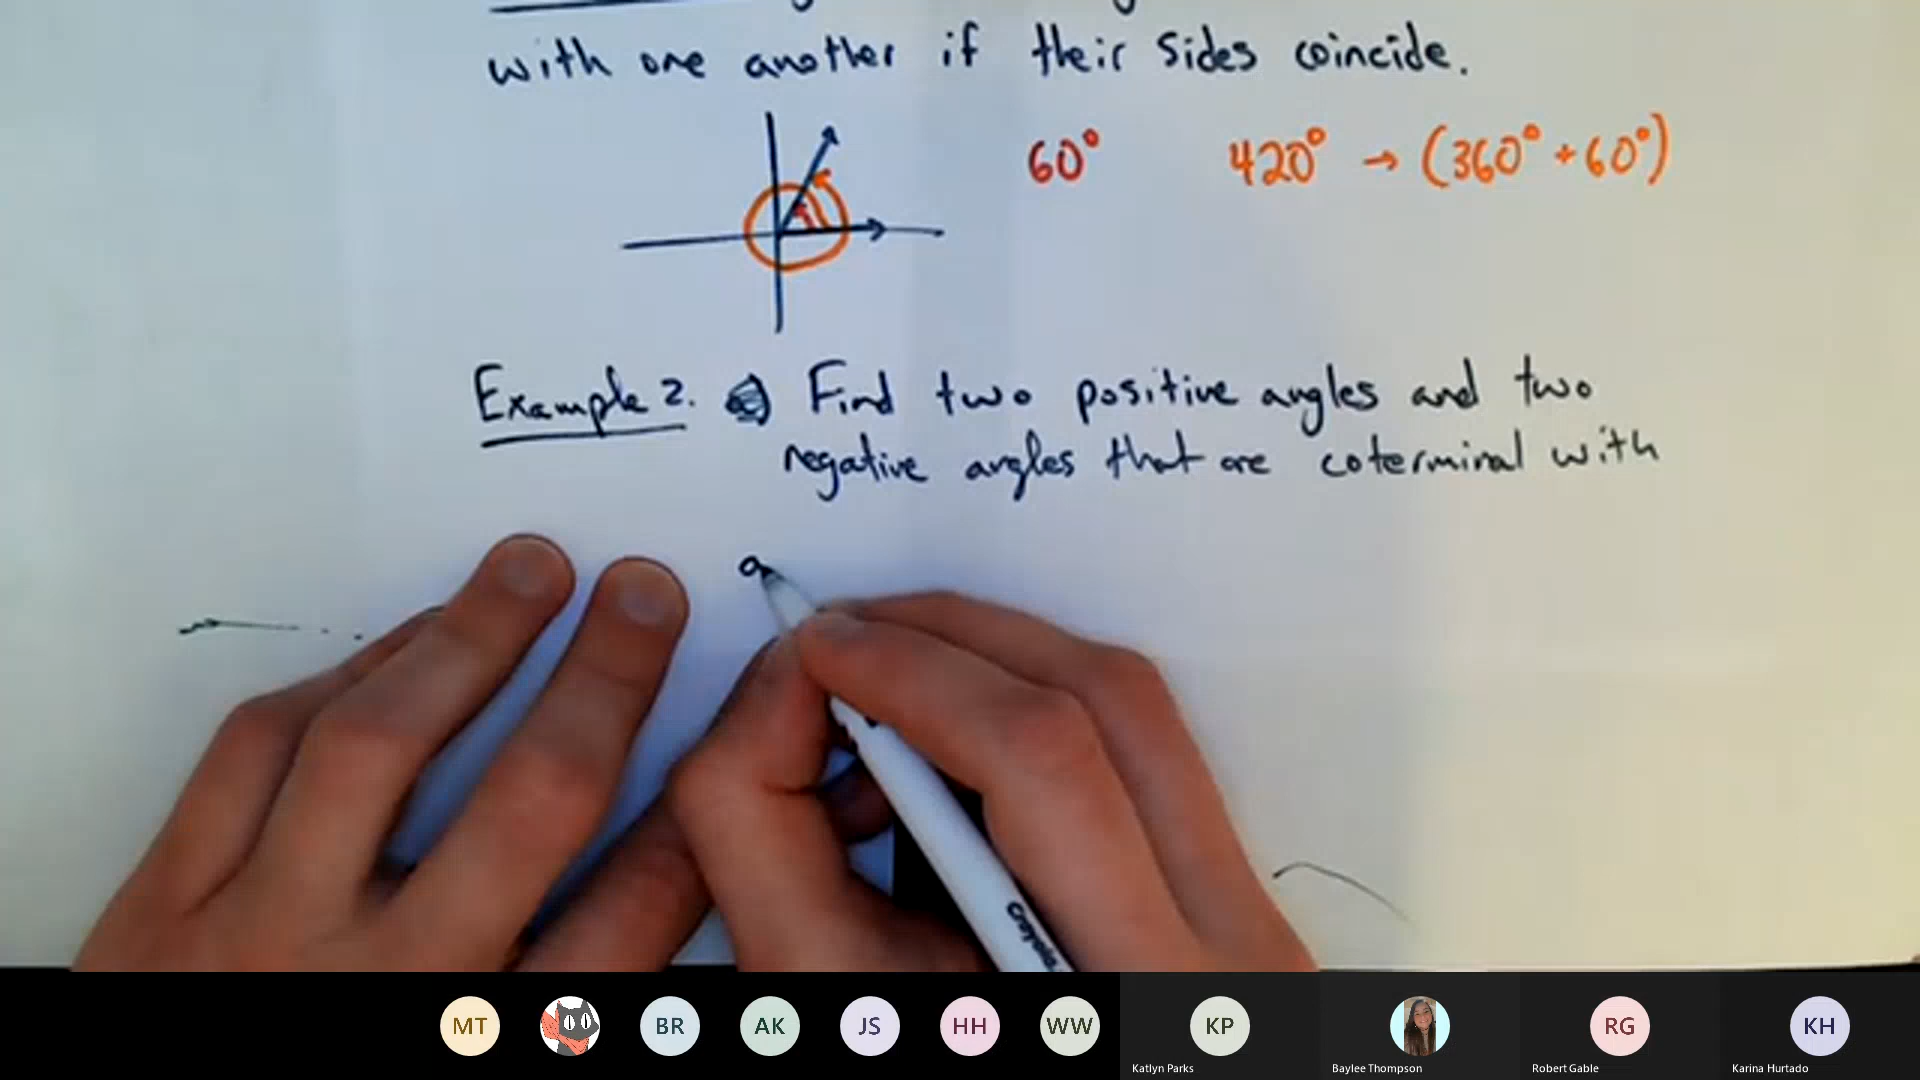 with one another if their sides coincide.
60° 420° → (360° + 60°)
Example 2. Find two positive angles and two
negative angles that are coterminal with
a
Crayola
MT BR AK JS HH WW KP RG KH
Katlyn Parks Baylee Thompson Robert Gable Karina Hurtado